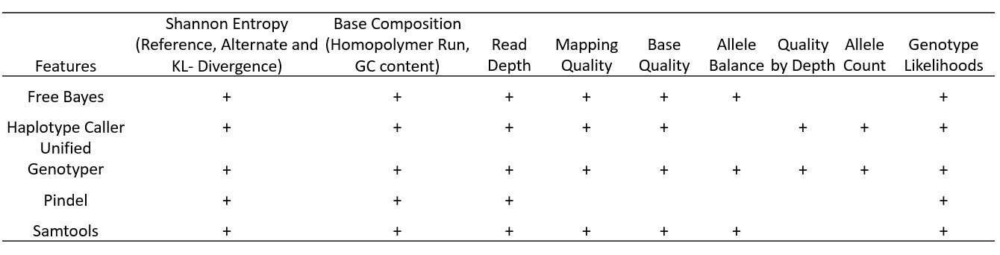 Shannon Entropy Base Composition
(Reference, Alternate and (Homopolymer Run, Read Mapping Base Allele Quality Allele Genotype
Features KL- Divergence) GC content) Depth Quality Quality Balance by Depth Count Likelihoods
Free Bayes + + + + + + +
Haplotype Caller + + + + + + + +
Unified
Genotyper + + + + + + + + +
Pindel + + + +
Samtools + + + + + + +